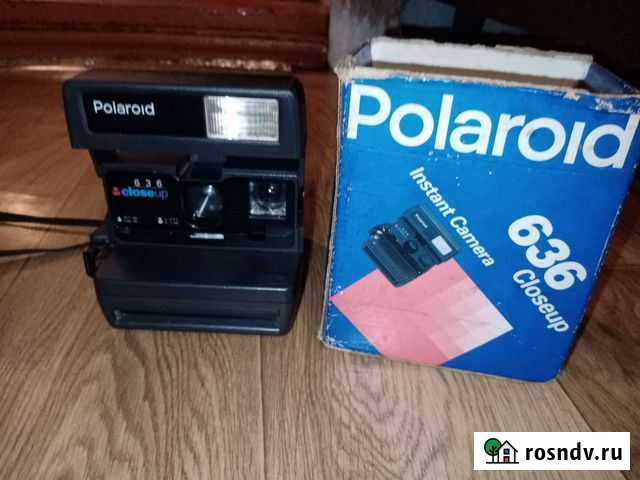 Polaroid
636
closeup
Polaroid
Instant Camera
636
Closeup
rosndv.ru